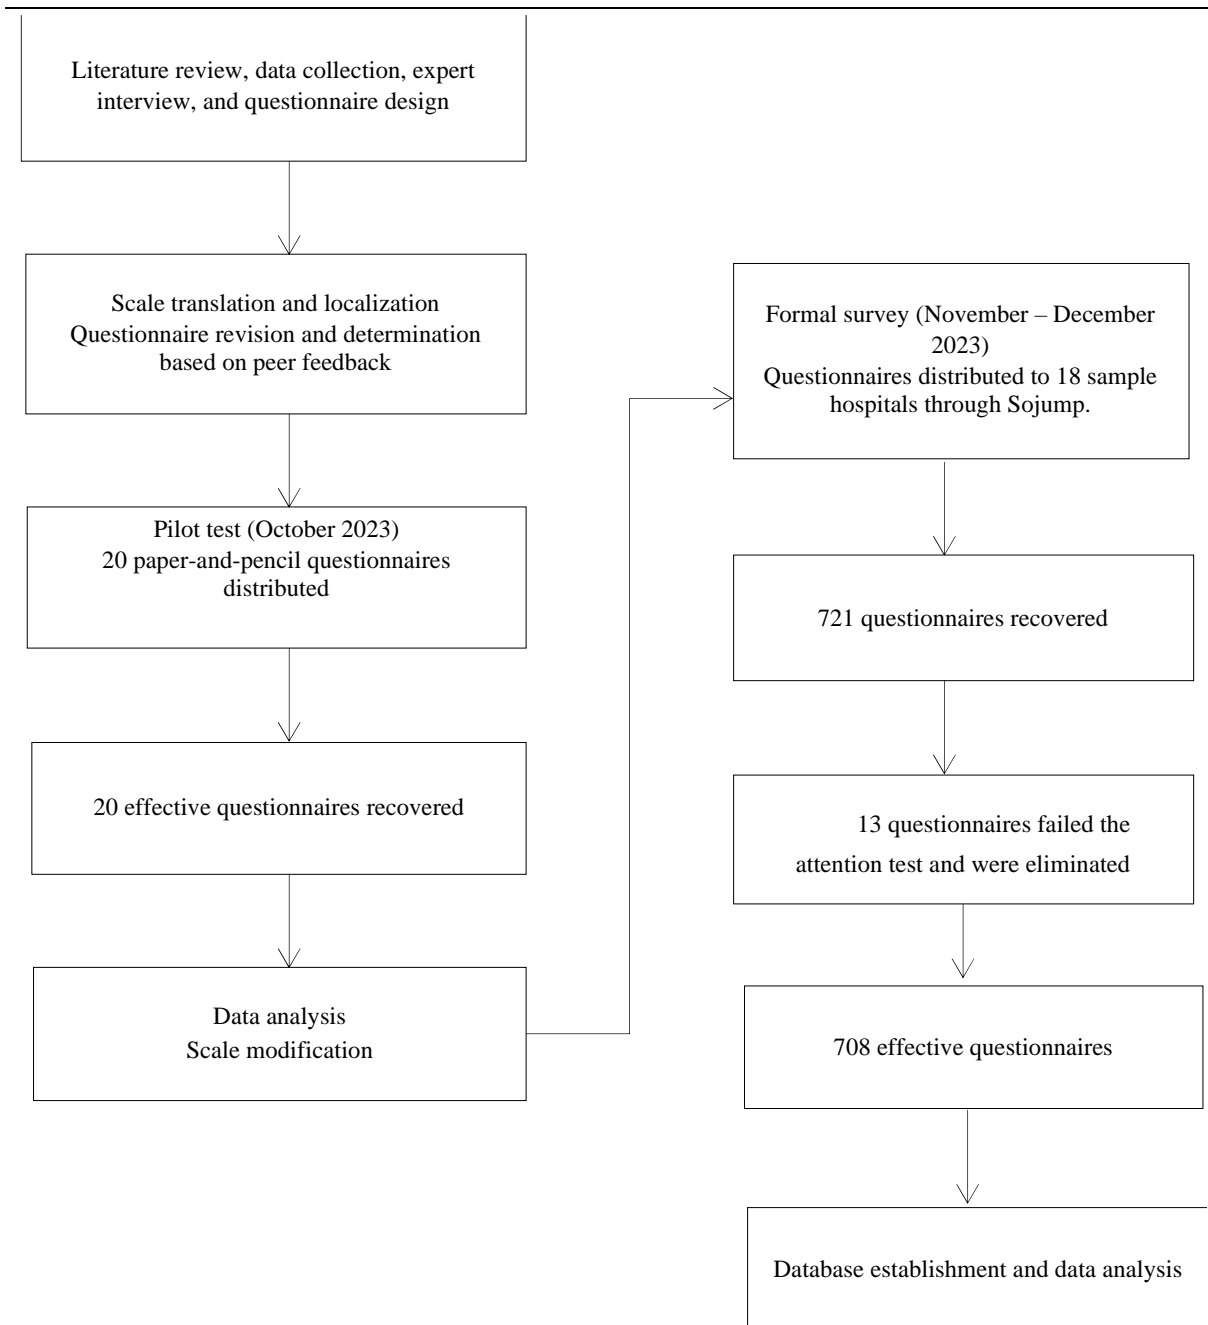 Literature review, data collection, expert
interview, and questionnaire design
Scale translation and localization
Questionnaire revision and determination
based on peer feedback
Pilot test (October 2023)
20 paper-and-pencil questionnaires
distributed
20 effective questionnaires recovered
Data analysis
Scale modification
Formal survey (November – December
2023)
Questionnaires distributed to 18 sample
hospitals through Sojump.
721 questionnaires recovered
13 questionnaires failed the
attention test and were eliminated
708 effective questionnaires
Database establishment and data analysis